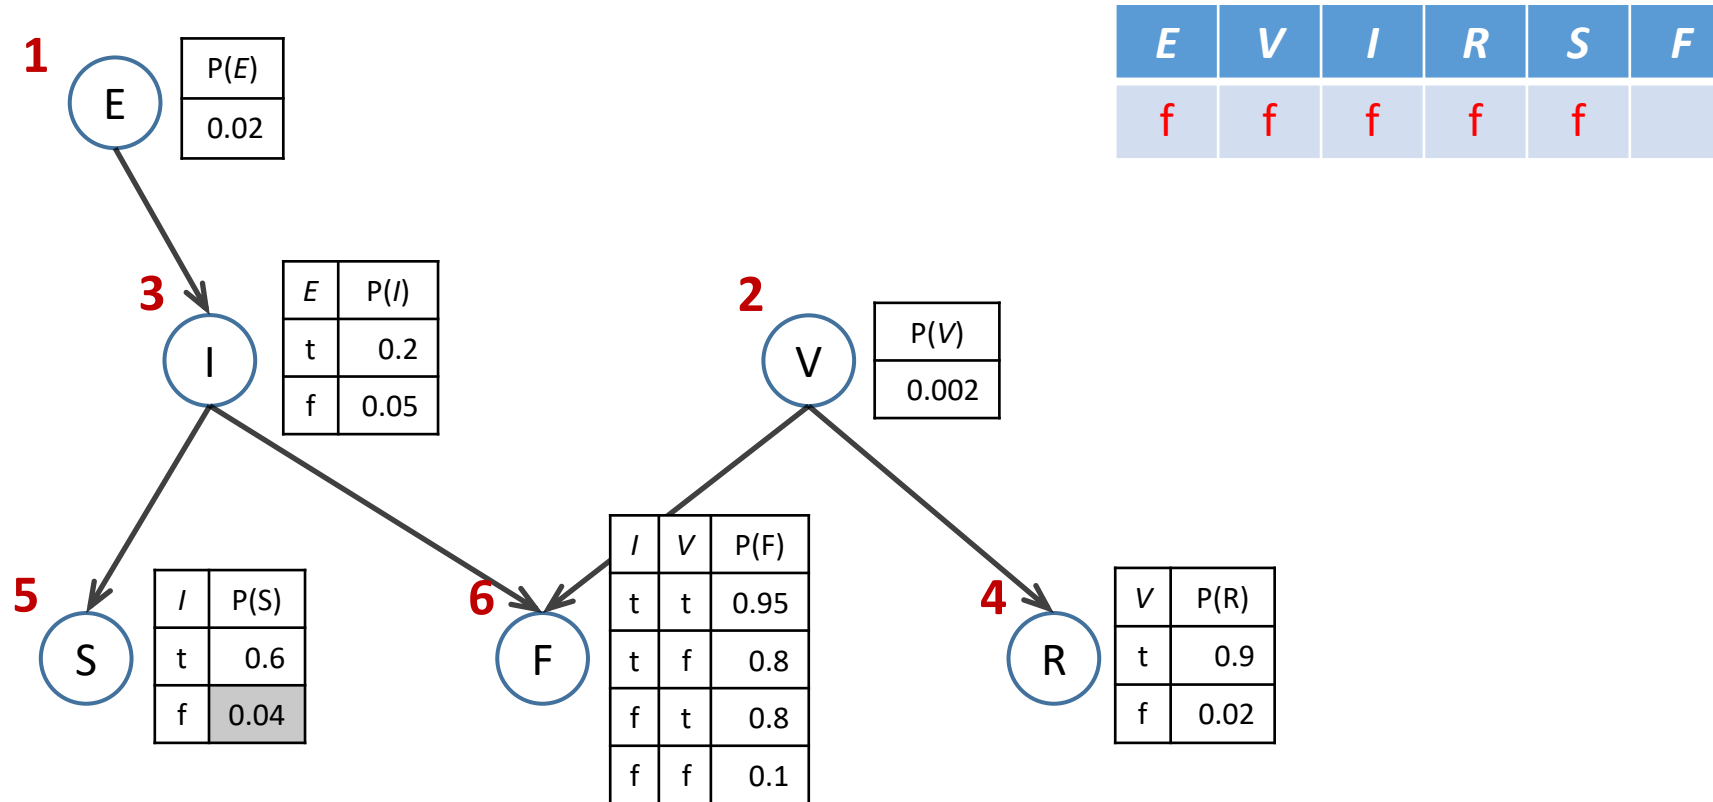 E V I R S F
f f f f f
1
E
P(E)
0.02
3
I
E P(I)
t 0.2
f 0.05
2
V
P(V)
0.002
5
S
I P(S)
t 0.6
f 0.04
6
F
I V P(F)
t t 0.95
t f 0.8
f t 0.8
f f 0.1
4
R
V P(R)
t 0.9
f 0.02